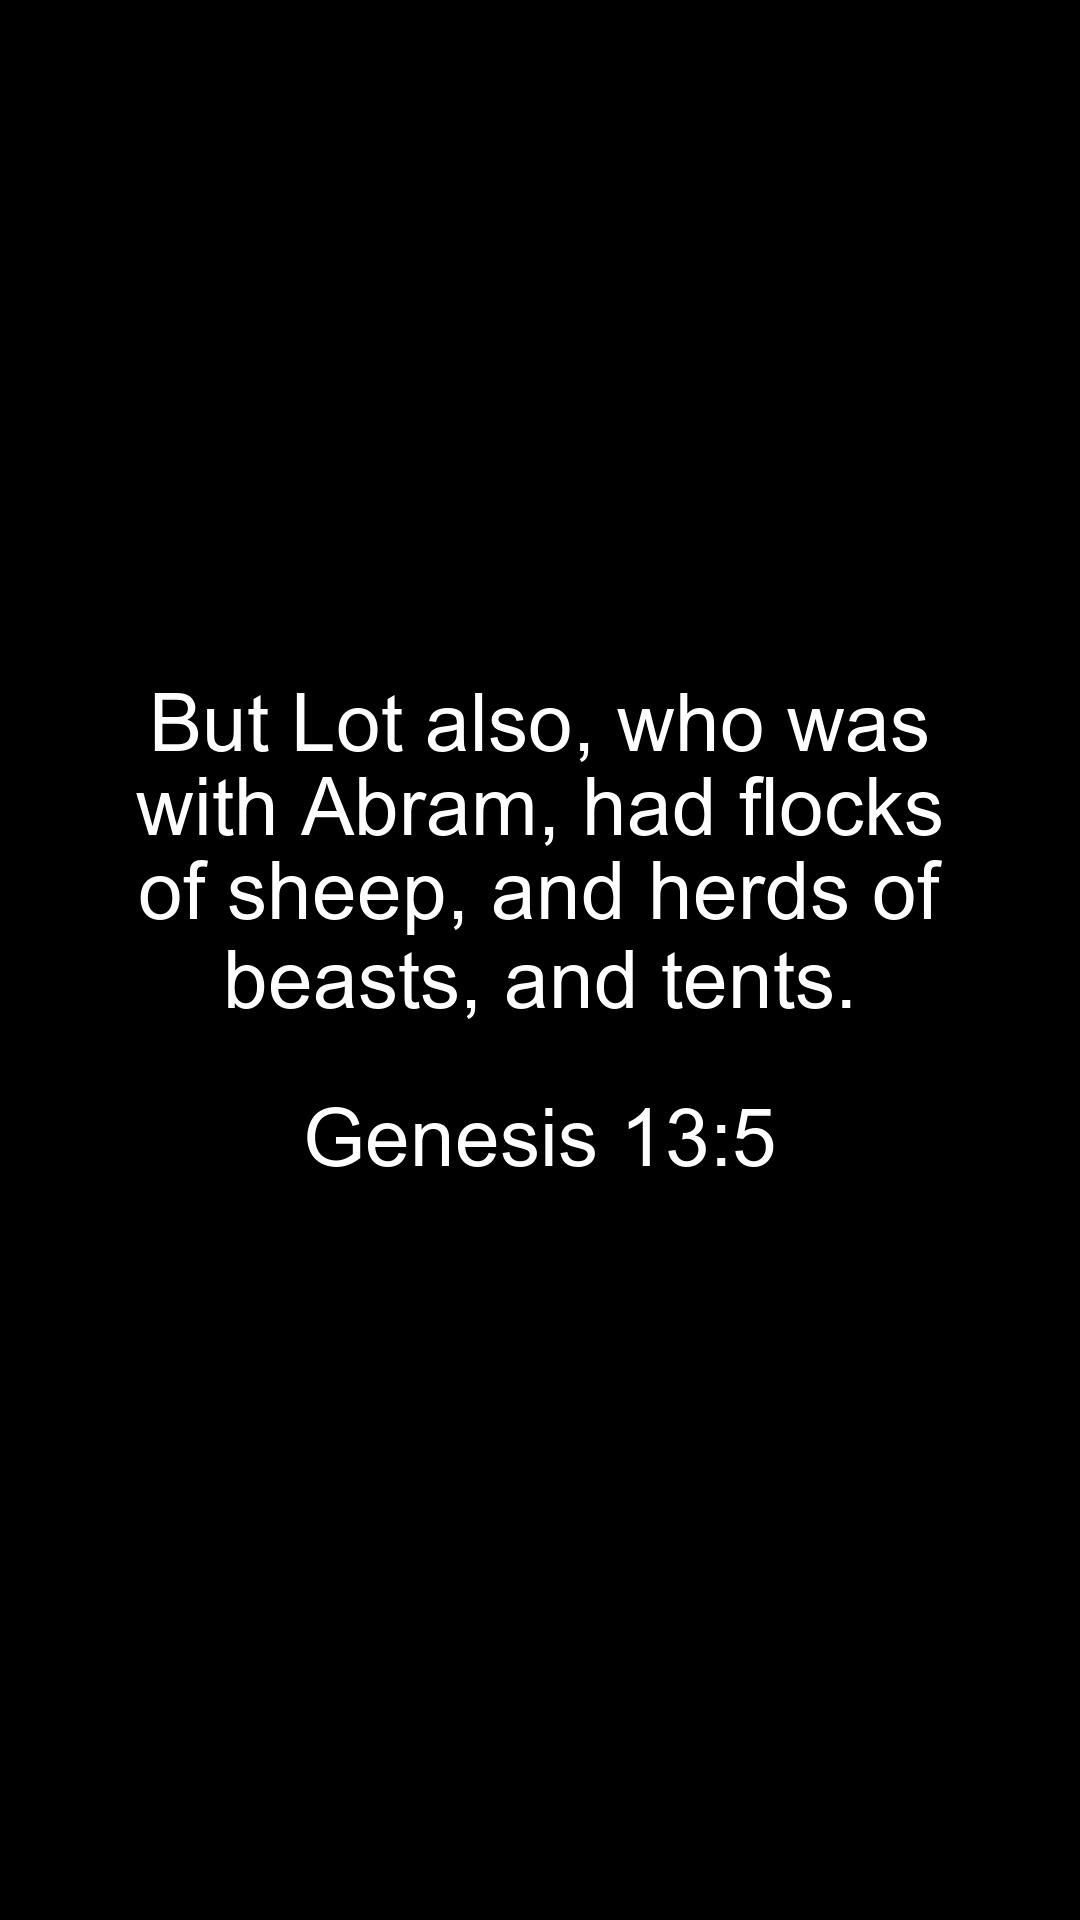 But Lot also, who was
with Abram, had flocks
of sheep, and herds of
beasts, and tents.
Genesis 13:5